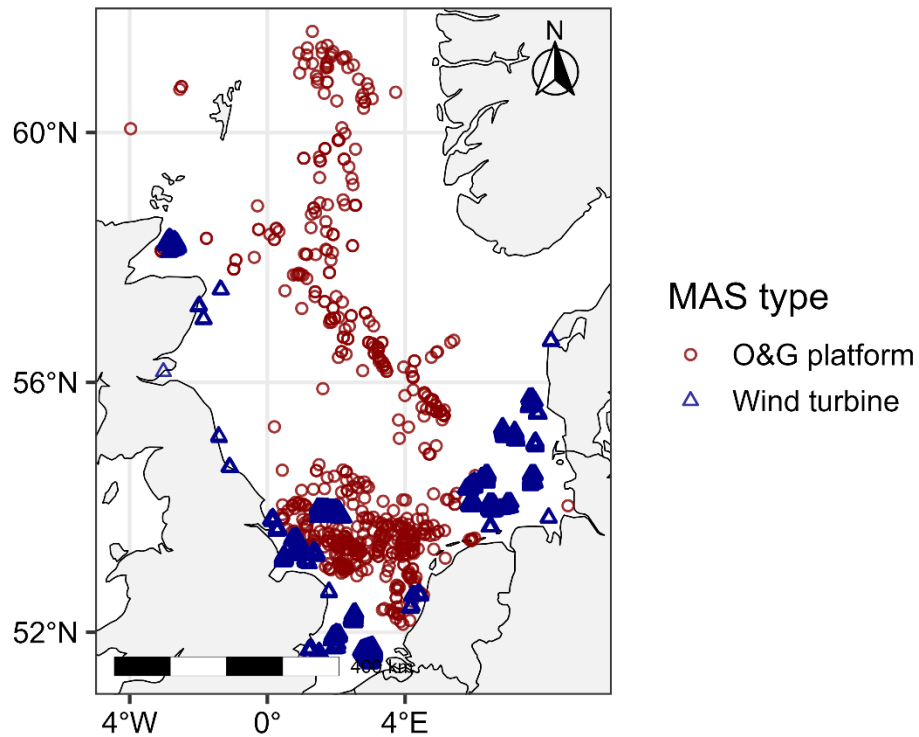 N
60°N
56°N
52°N
400 km
4°W
0°
4°E
MAS type
O&G platform
Wind turbine